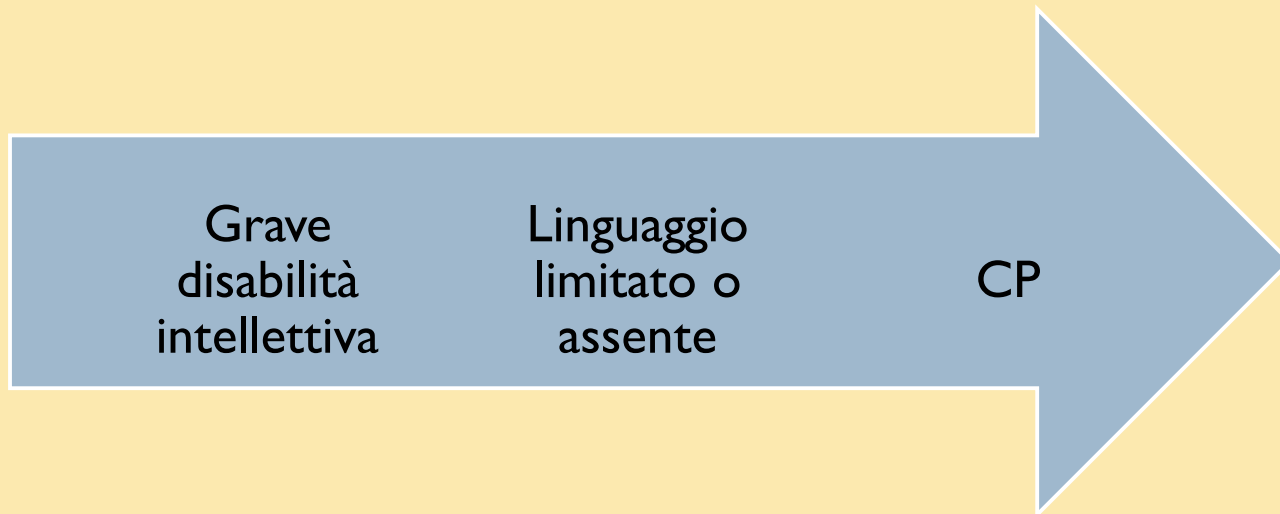 Grave
disabilità
intellettiva
Linguaggio
limitato o
assente
CP